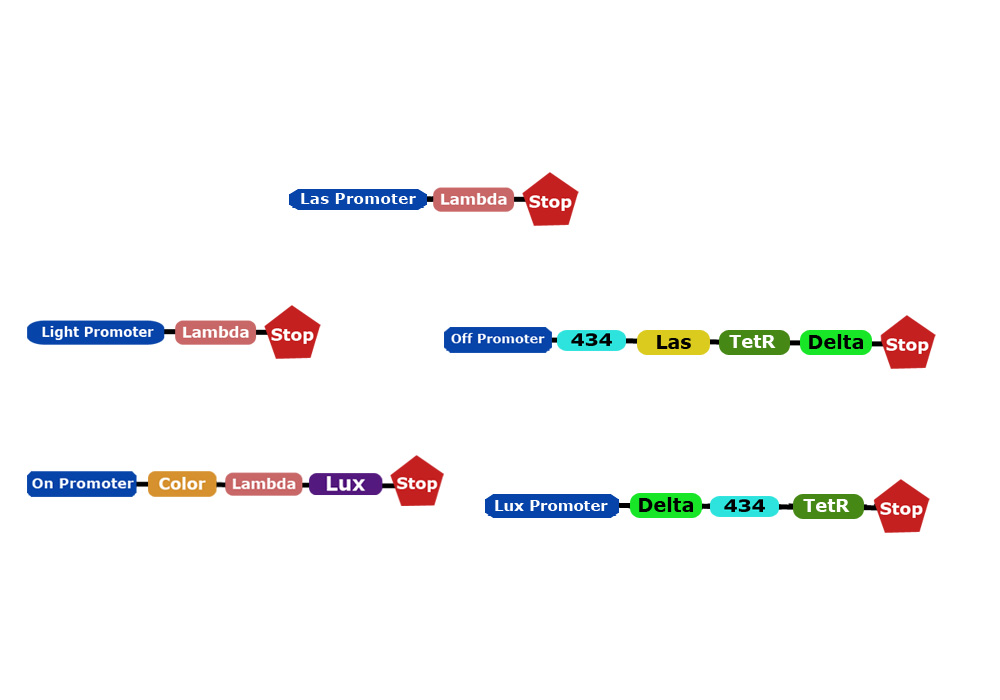 Las Promoter Lambda Stop
Light Promoter Lambda Stop
Off Promoter 434 Las TetR Delta Stop
On Promoter Color Lambda Lux Stop
Lux Promoter Delta 434 TetR Stop